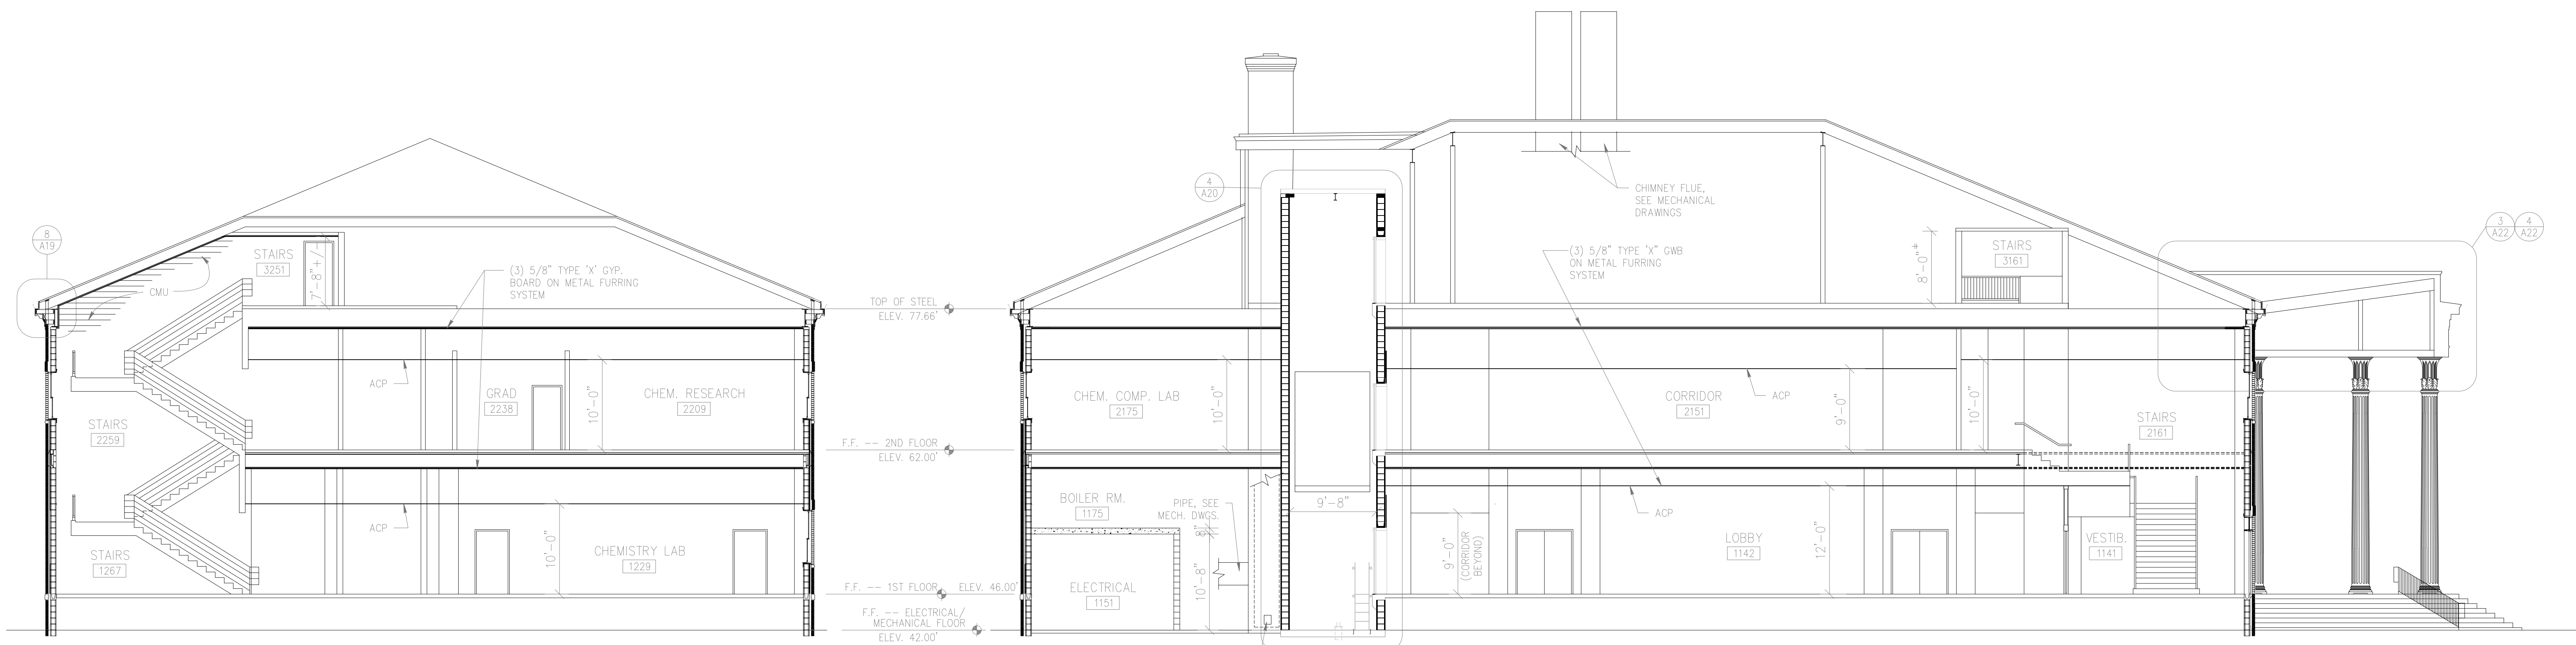 8
A19
STAIRS
3251
7'-8" +/-
CMU
(3) 5/8" TYPE 'X' GYP.
BOARD ON METAL FURRING
SYSTEM
ACP
GRAD
2238
10'-0"
CHEM. RESEARCH
2209
STAIRS
2259
ACP
10'-0"
CHEMISTRY LAB
1229
STAIRS
1267
TOP OF STEEL
ELEV. 77.66'
F.F. -- 2ND FLOOR
ELEV. 62.00'
F.F. -- 1ST FLOOR
ELEV. 46.00'
F.F. -- ELECTRICAL/
MECHANICAL FLOOR
ELEV. 42.00'
4
A20
CHEM. COMP. LAB
2175
10'-0"
BOILER RM.
1175
PIPE, SEE
MECH. DWGS.
8"
10'-8"
ELECTRICAL
1151
9'-8"
CHIMNEY FLUE,
SEE MECHANICAL
DRAWINGS
(3) 5/8" TYPE 'X" GWB
ON METAL FURRING
SYSTEM
8'-0"±
STAIRS
3161
3
A22
4
A22
CORRIDOR
2151
ACP
9'-0"
10'-0"
STAIRS
2161
ACP
9'-0"
(CORRIDOR
BEYOND)
LOBBY
1142
12'-0"
VESTIB.
1141